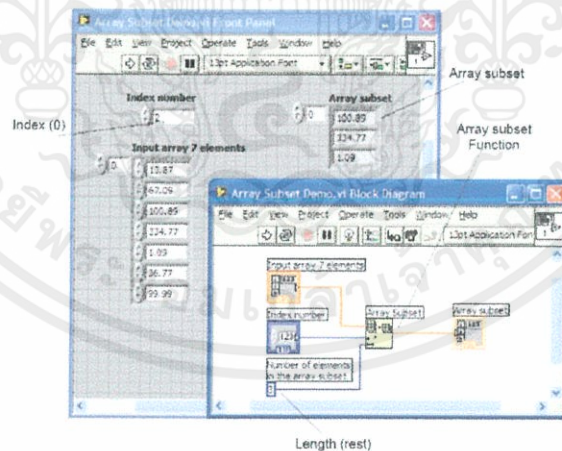 Array Subset Demo.vi Front Panel
File Edit View Project Operate Tools Window Help
13pt Application Font
Index number
Array subset
2
0
100.89
234.77
1.09
Input array 7 elements
0
13.87
62.09
100.89
234.77
1.09
36.77
99.99
Index (0)
Array subset
Array subset
Function
Array Subset Demo.vi Block Diagram
File Edit View Project Operate Tools Window Help
13pt Application Fon
Input array 7 elements
Index number
Array Subset
Array subset
Number of elements
in the array subset
3
Length (rest)